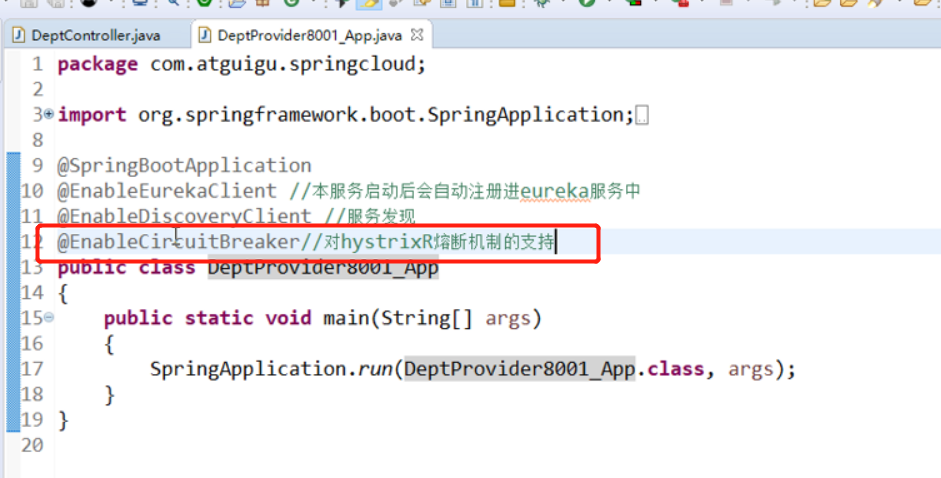 DeptController.java DeptProvider8001_App.java
1 package com.atguigu.springcloud;
2
3 import org.springframework.boot.SpringApplication;
8
9 @SpringBootApplication
10 @EnableEurekaClient //本服务启动后会自动注册进eureka服务中
11 @EnableDiscoveryClient //服务发现
12 @EnableCircuitBreaker//对hystrixR熔断机制的支持
13 public class DeptProvider8001_App
14 {
15 public static void main(String[] args)
16 {
17 SpringApplication.run(DeptProvider8001_App.class, args);
18 }
19 }
20